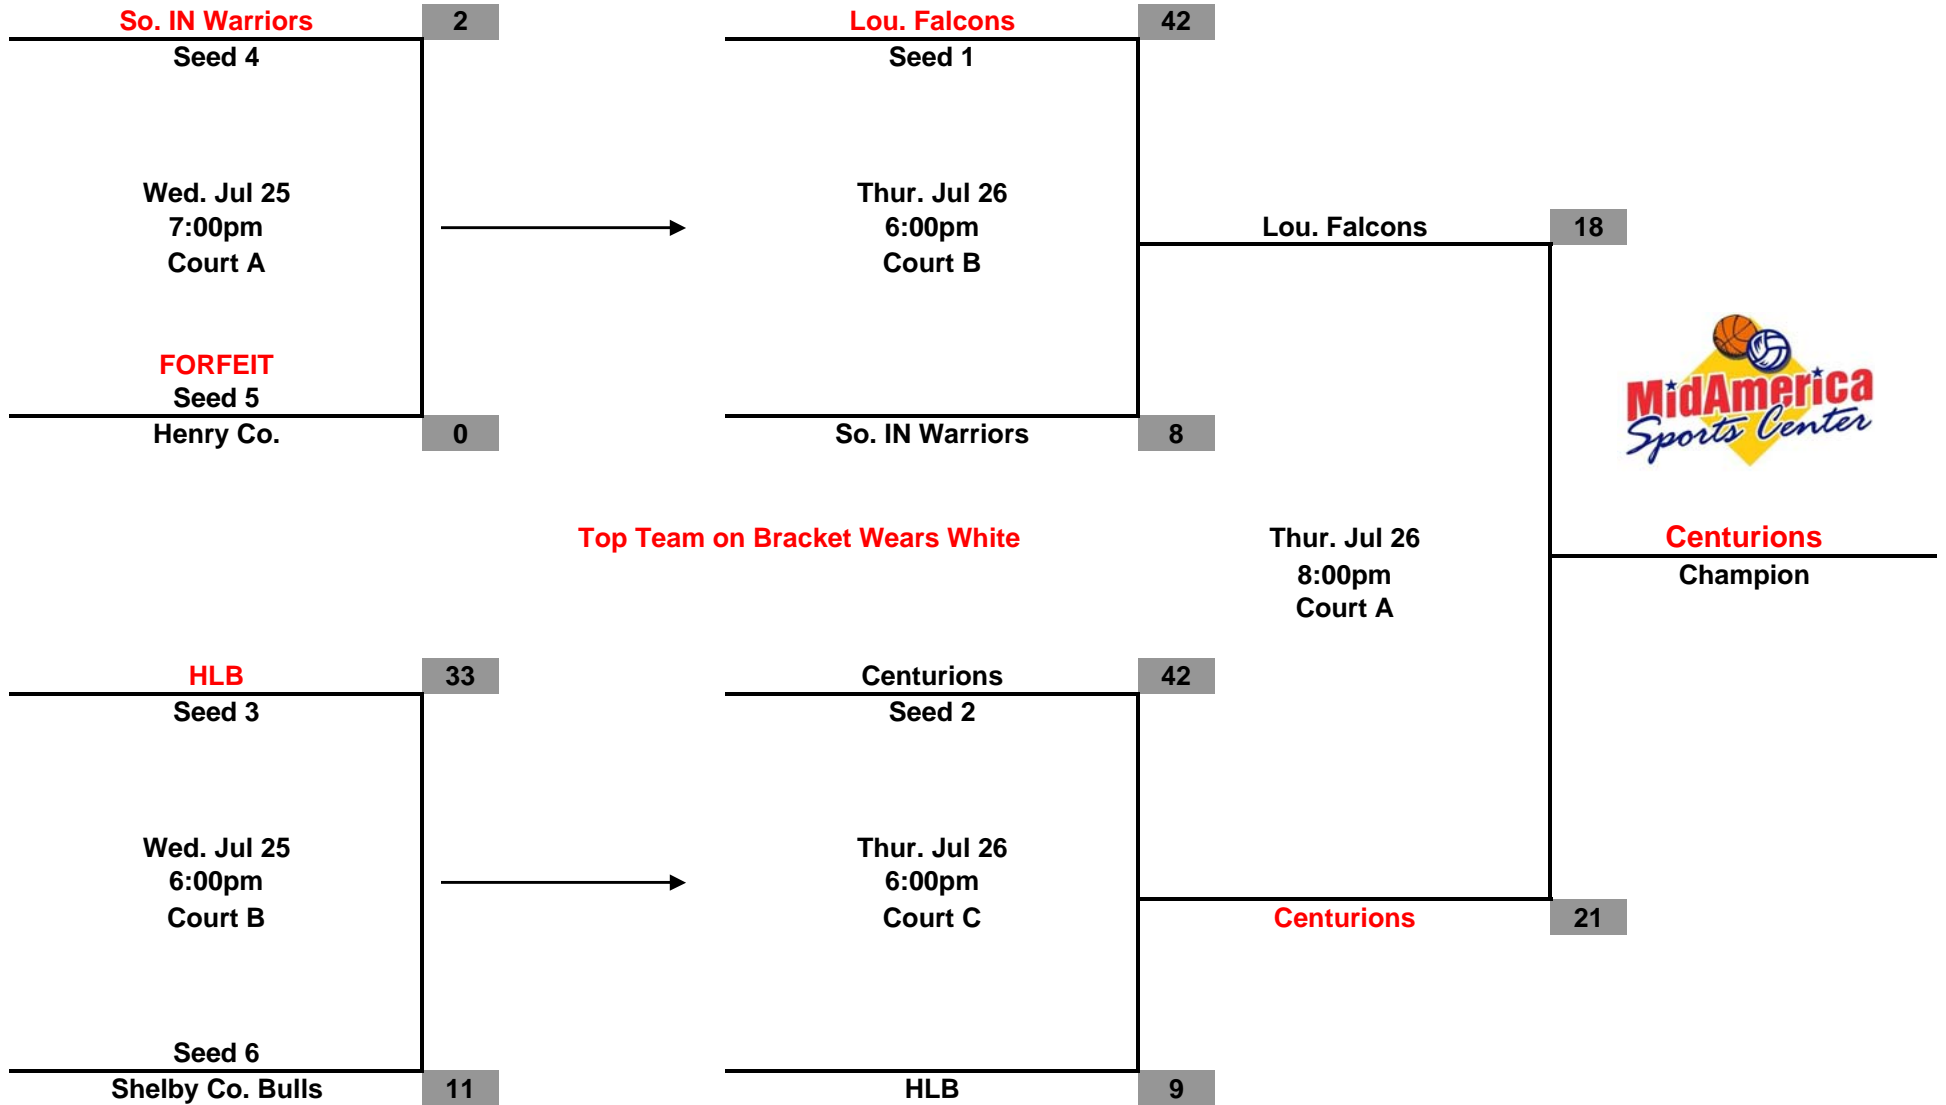 So. IN Warriors 2
Seed 4
Wed. Jul 25
7:00pm
Court A
FORFEIT
Seed 5
Henry Co. 0
Lou. Falcons 42
Seed 1
Thur. Jul 26
6:00pm
Court B
So. IN Warriors 8
Lou. Falcons 18
MidAmerica
Sports Center
Top Team on Bracket Wears White
Thur. Jul 26
8:00pm
Court A
Centurions
Champion
HLB 33
Seed 3
Wed. Jul 25
6:00pm
Court B
Seed 6
Shelby Co. Bulls 11
Centurions 42
Seed 2
Thur. Jul 26
6:00pm
Court C
HLB 9
Centurions 21